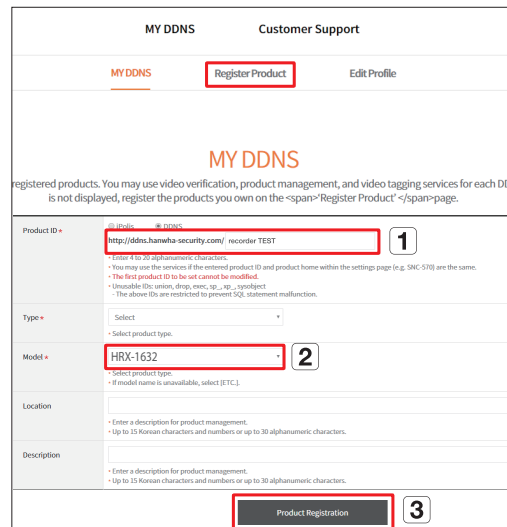 MY DDNS Customer Support
MY DDNS Register Product Edit Profile
MY DDNS
registered products. You may use video verification, product management, and video tagging services for each DD
is not displayed, register the products you own on the <span>'Register Product' </span>page.
Product ID * iPolis DDNS
http://ddns.hanwha-security.com/ recorder TEST 1
• Enter 4 to 20 alphanumeric characters.
• You may use the services if the entered product ID and product home within the settings page (e.g. SNC-570) are the same.
• The first product ID to be set cannot be modified.
• Unusable IDs: union, drop, exec, sp_, xp_, sysobject
- The above IDs are restricted to prevent SQL statement malfunction.
Type * Select
• Select product type.
Model * HRX-1632 2
• Select product type.
• If model name is unavailable, select [ETC.].
Location
• Enter a description for product management.
• Up to 15 Korean characters and numbers or up to 30 alphanumeric characters.
Description
• Enter a description for product management.
• Up to 15 Korean characters and numbers or up to 30 alphanumeric characters.
Product Registration 3